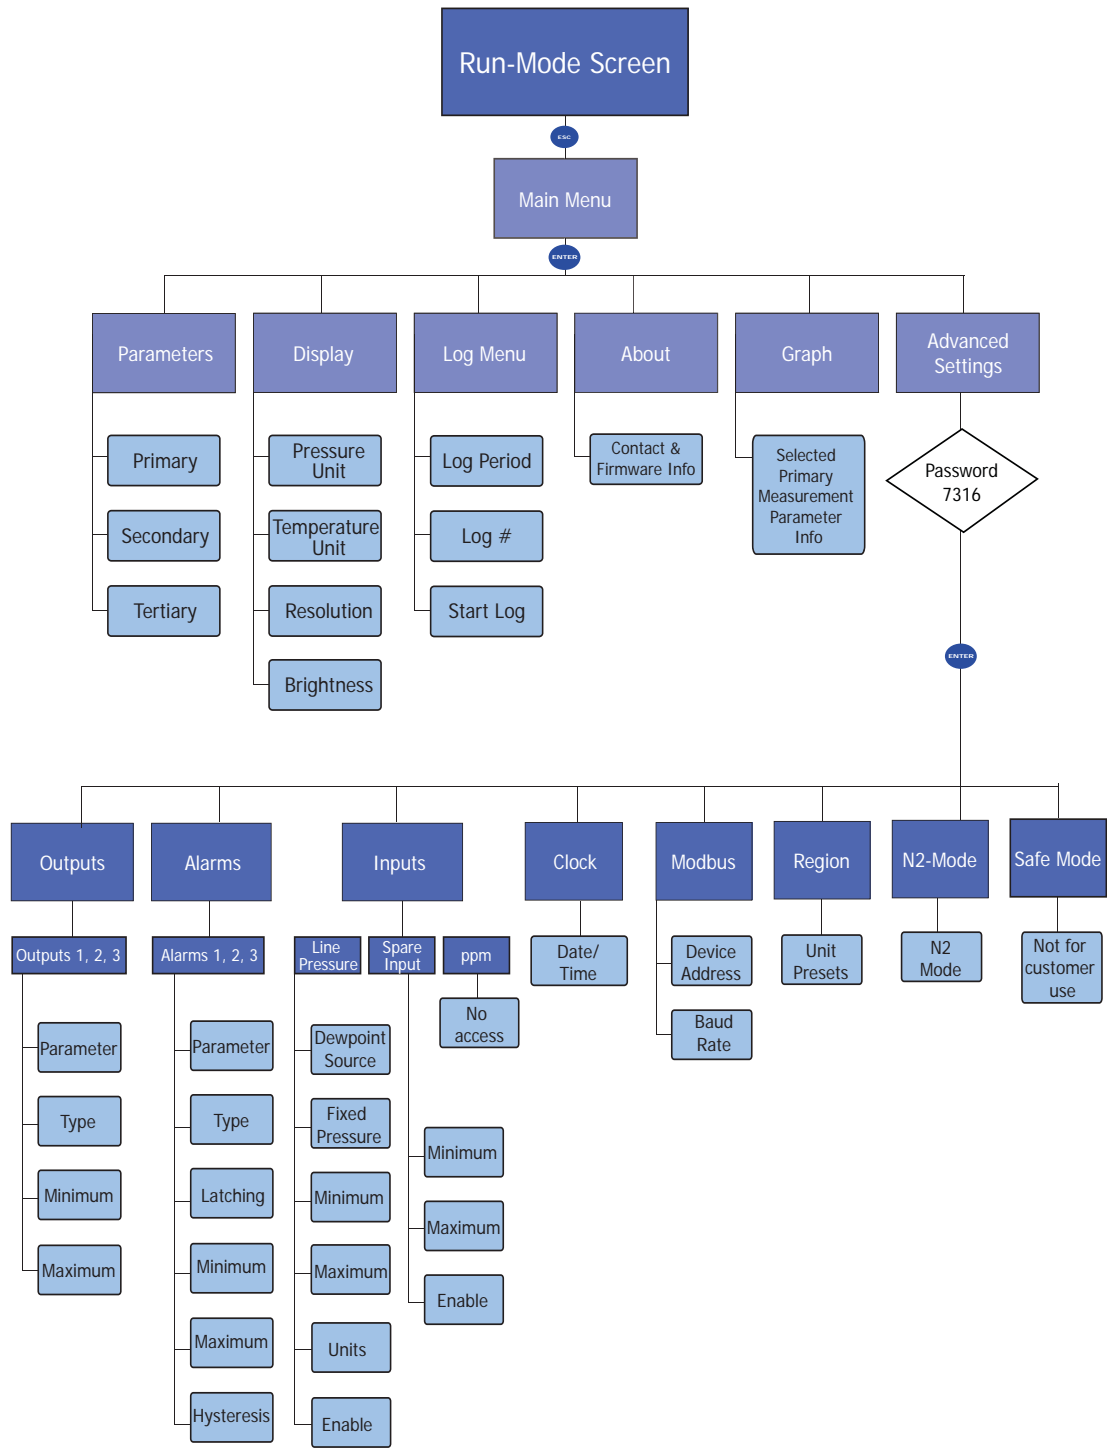 Run-Mode Screen
ESC
Main Menu
ENTER
Parameters
Display
Log Menu
About
Graph
Advanced
Settings
Primary
Secondary
Tertiary
Pressure
Unit
Temperature
Unit
Resolution
Brightness
Log Period
Log #
Start Log
Contact &
Firmware Info
Selected
Primary
Measurement
Parameter
Info
Password
7316
ENTER
Outputs
Alarms
Inputs
Clock
Modbus
Region
N2-Mode
Safe Mode
Outputs 1, 2, 3
Parameter
Type
Minimum
Maximum
Alarms 1, 2, 3
Parameter
Type
Latching
Minimum
Maximum
Hysteresis
Line
Pressure
Dewpoint
Source
Fixed
Pressure
Minimum
Maximum
Units
Enable
Spare
Input
Minimum
Maximum
Enable
ppm
No
access
Date/
Time
Device
Address
Baud
Rate
Unit
Presets
N2
Mode
Not for
customer
use